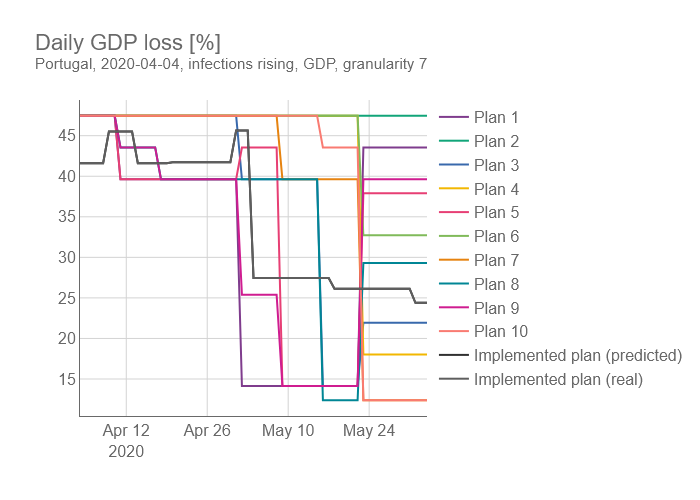 Daily GDP loss [%]
Portugal, 2020-04-04, infections rising, GDP, granularity 7
45
40
35
30
25
20
15
Apr 12
2020
Apr 26
May 10
May 24
Plan 1
Plan 2
Plan 3
Plan 4
Plan 5
Plan 6
Plan 7
Plan 8
Plan 9
Plan 10
Implemented plan (predicted)
Implemented plan (real)